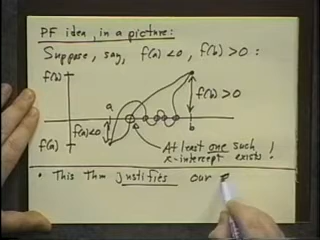 PF idea, in a picture:
Suppose, say, f(a) < 0, f(b) > 0:
f(b)
a
f(b) > 0
f(a) < 0
b
f(a)
At least one such
x-intercept exists!
• This Thm justifies our